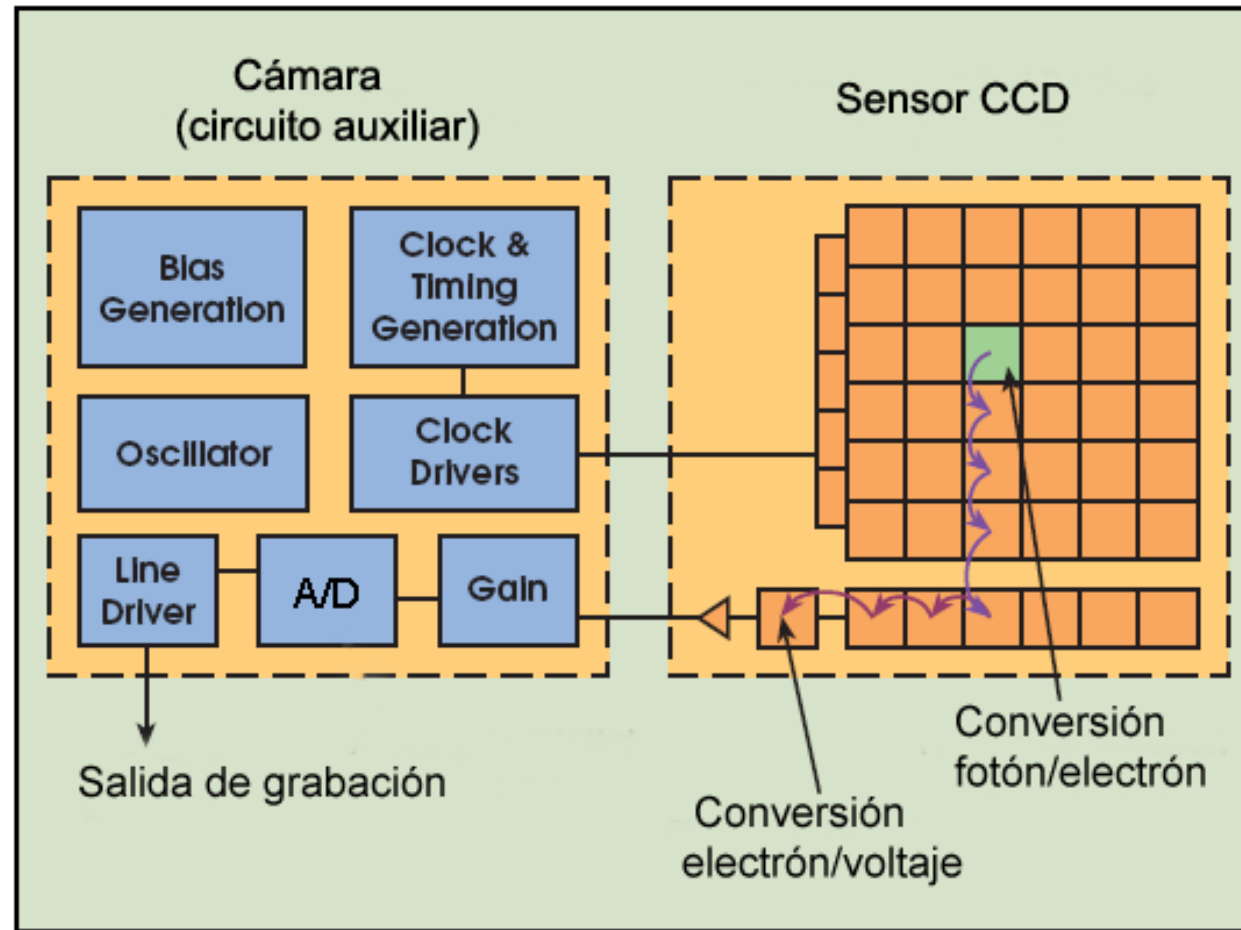 Cámara
(circuito auxiliar)
Sensor CCD
Bias
Generation
Clock &
Timing
Generation
Oscillator
Clock
Drivers
Line
Driver
A/D
Gain
Salida de grabación
Conversión
electrón/voltaje
Conversión
fotón/electrón